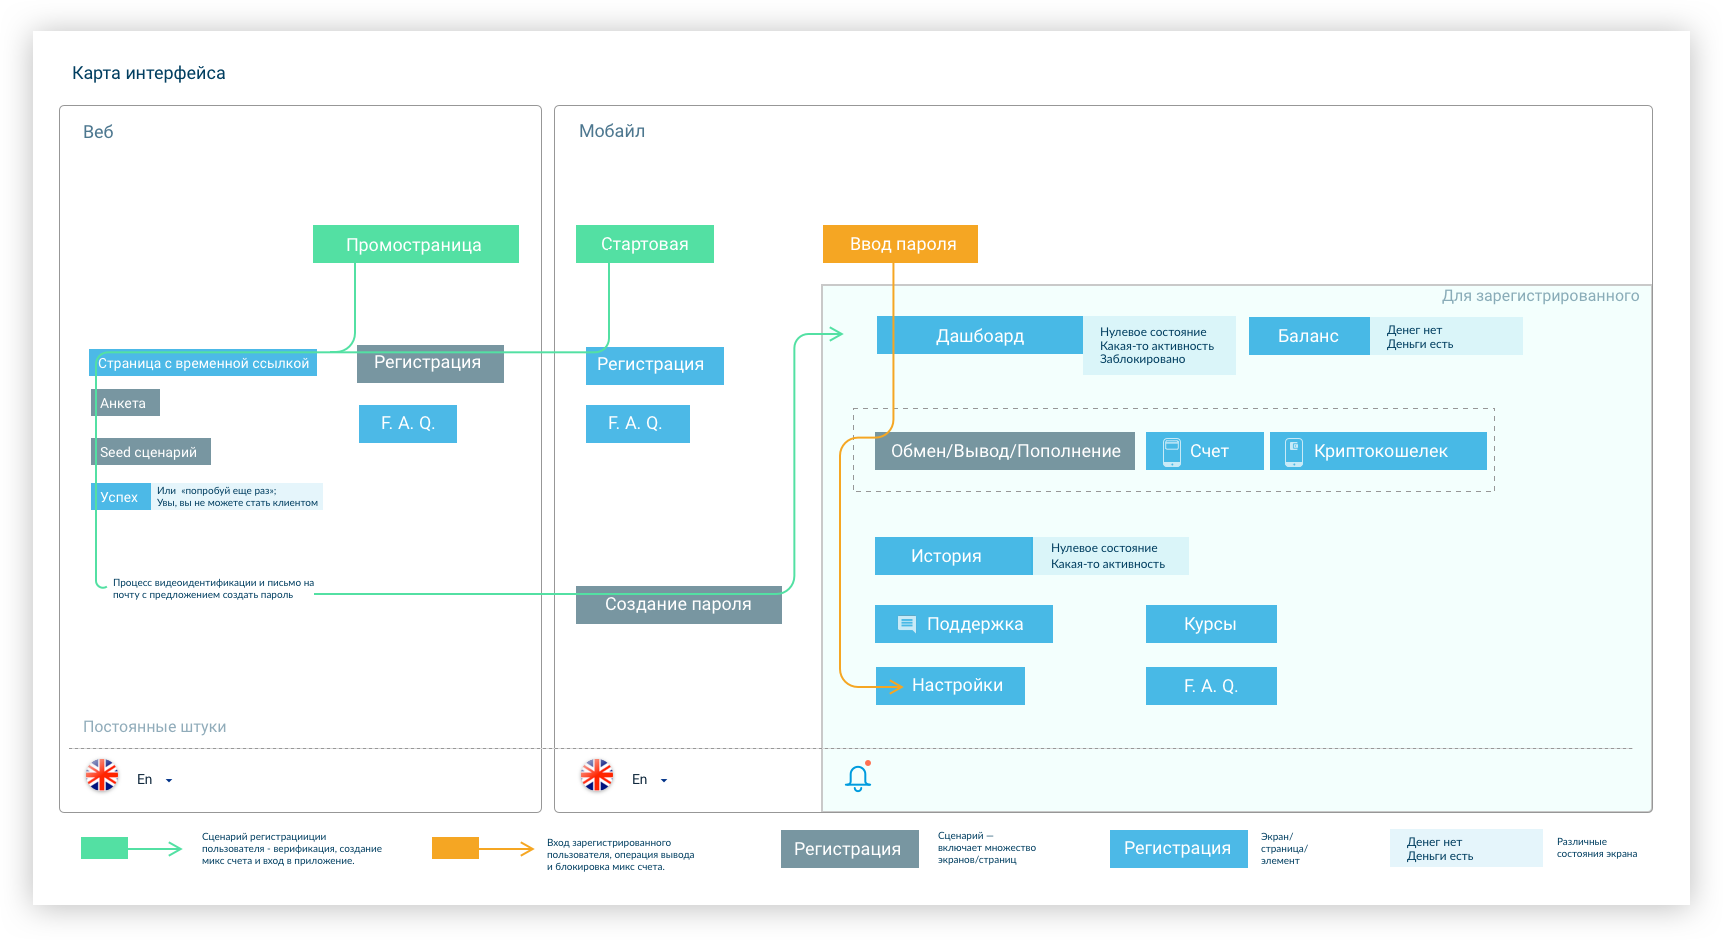 Карта интерфейса
Веб
Мобайл
Промостраница
Стартовая
Ввод пароля
Для зарегистрированного
Страница с временной ссылкой
Регистрация
Анкета
F. A. Q.
Seed сценарий
Успех
Или «попробуй еще раз»;
Увы, вы не можете стать клиентом
Процесс видеоидентификации и письмо на
почту с предложением создать пароль
Регистрация
F. A. Q.
Создание пароля
Дашбоард
Нулевое состояние
Какая-то активность
Заблокировано
Баланс
Денег нет
Деньги есть
Обмен/Вывод/Пополнение
Счет
Криптокошелек
История
Нулевое состояние
Какая-то активность
Поддержка
Курсы
Настройки
F. A. Q.
Постоянные штуки
En
En
Сценарий регистрациици
пользователя - верификация, создание
микс счета и вход в приложение.
Вход зарегистрированного
пользователя, операция вывода
и блокировка микс счета.
Регистрация
Сценарий —
включает множество
экранов/страниц
Регистрация
Экран/
страница/
элемент
Денег нет
Деньги есть
Различные
состояния экрана